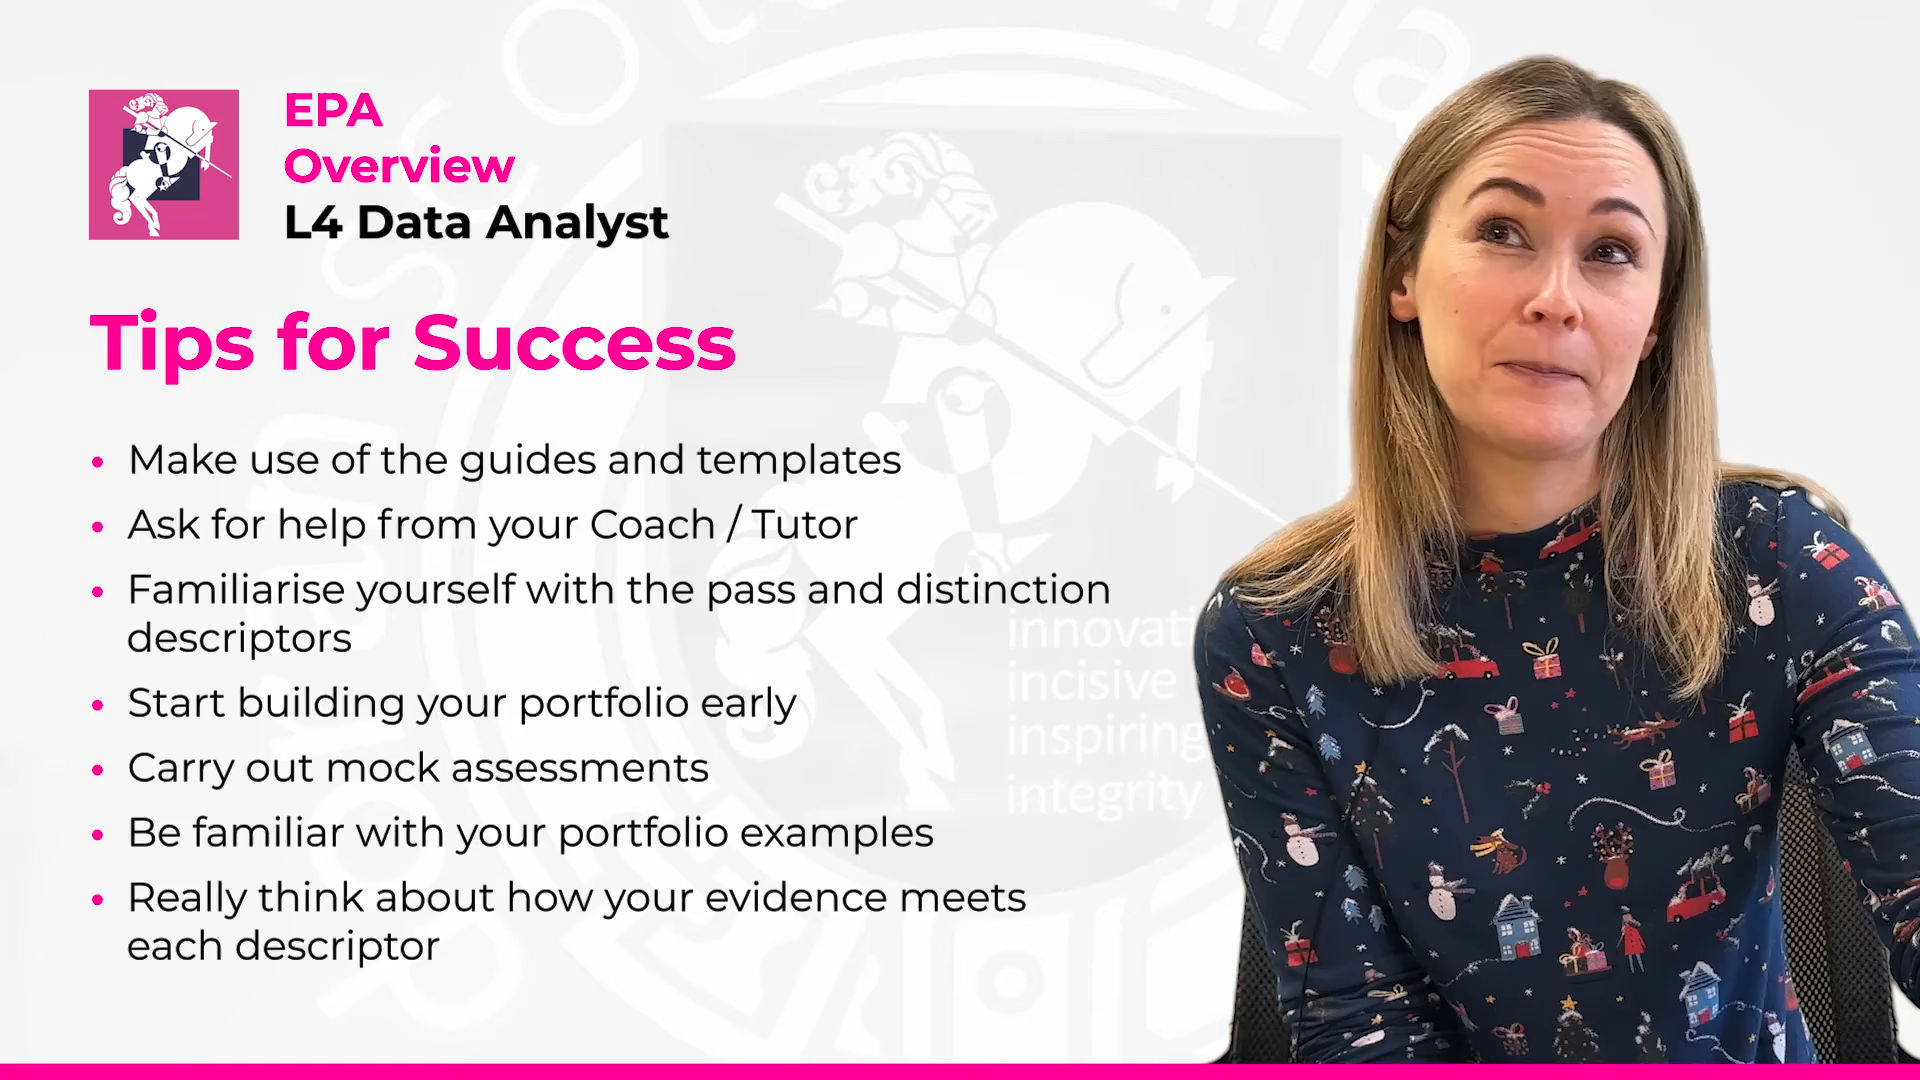 EPA
Overview
L4 Data Analyst
Tips for Success
• Make use of the guides and templates
• Ask for help from your Coach / Tutor
• Familiarise yourself with the pass and distinction
descriptors
• Start building your portfolio early
• Carry out mock assessments
• Be familiar with your portfolio examples
• Really think about how your evidence meets
each descriptor
incisive
inspiring
integrity